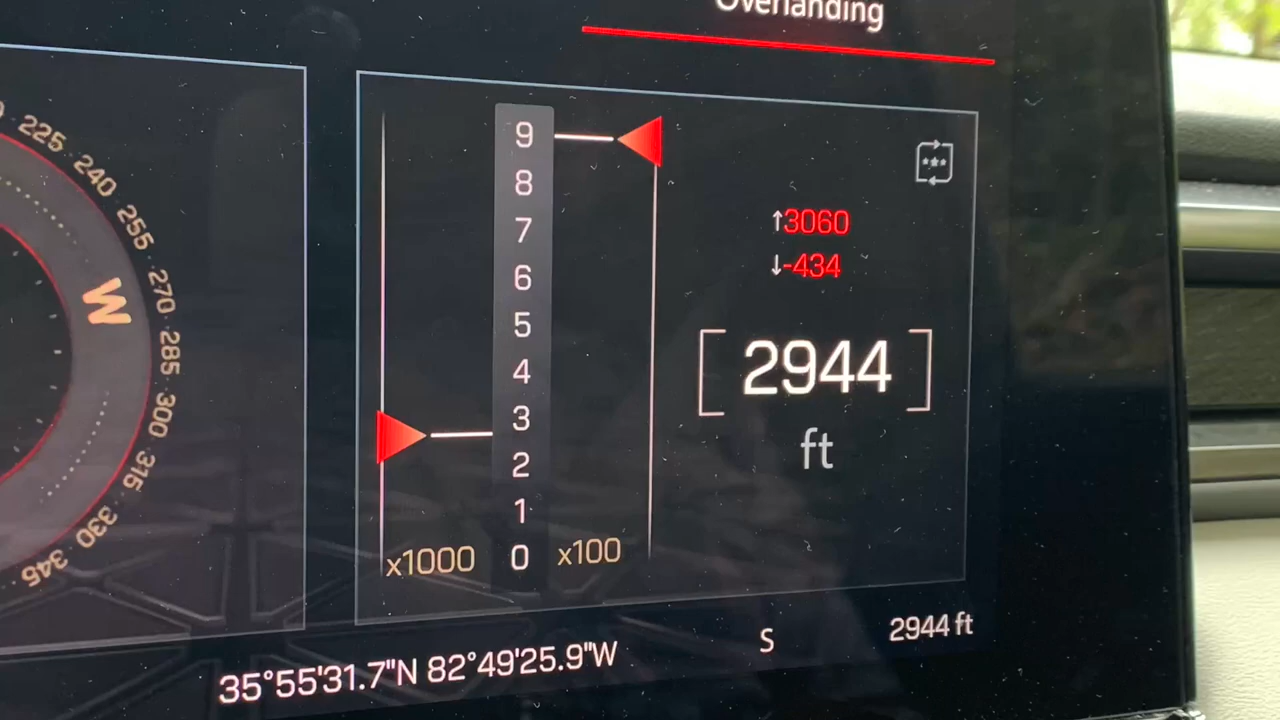 Overlanding
225 · 240 · 255 · 270 · 285 · 300 · 315 · 330 · 345
W
9
8
7
6
5
4
3
2
1
x1000 0 x100
↑3060
↓-434
[2944]
ft
35°55'31.7"N 82°49'25.9"W
S
2944 ft